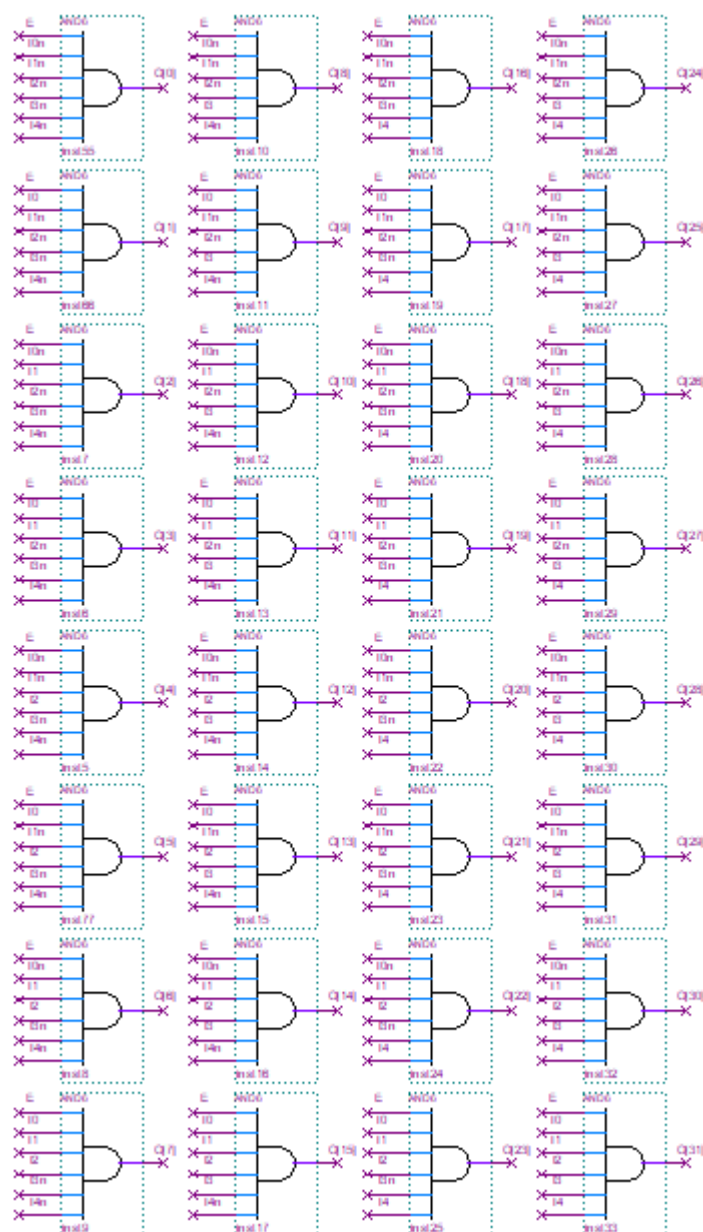 E AND6 E AND6 E AND6 E AND6
I0n I0n I0n I0n
I1n O[0] I1n O[8] I1n O[16] I1n O[24]
I2n I2n I2n I2n
I3n I3 I3n I3
I4n I4n I4 I4
inst55 inst10 inst18 inst26
E AND6 E AND6 E AND6 E AND6
I0 I0 I0 I0
I1n O[1] I1n O[9] I1n O[17] I1n O[25]
I2n I2n I2n I2n
I3n I3 I3n I3
I4n I4n I4 I4
inst66 inst11 inst19 inst27
E AND6 E AND6 E AND6 E AND6
I0n I0n I0n I0n
I1 O[2] I1 O[10] I1 O[18] I1 O[26]
I2n I2n I2n I2n
I3n I3 I3n I3
I4n I4n I4 I4
inst7 inst12 inst20 inst28
E AND6 E AND6 E AND6 E AND6
I0 I0 I0 I0
I1 O[3] I1 O[11] I1 O[19] I1 O[27]
I2n I2n I2n I2n
I3n I3 I3n I3
I4n I4n I4 I4
inst6 inst13 inst21 inst29
E AND6 E AND6 E AND6 E AND6
I0n I0n I0n I0n
I1n O[4] I1n O[12] I1n O[20] I1n O[28]
I2 I2 I2 I2
I3n I3 I3n I3
I4n I4n I4 I4
inst5 inst14 inst22 inst30
E AND6 E AND6 E AND6 E AND6
I0 I0 I0 I0
I1n O[5] I1n O[13] I1n O[21] I1n O[29]
I2 I2 I2 I2
I3n I3 I3n I3
I4n I4n I4 I4
inst77 inst15 inst23 inst31
E AND6 E AND6 E AND6 E AND6
I0n I0n I0n I0n
I1 O[6] I1 O[14] I1 O[22] I1 O[30]
I2 I2 I2 I2
I3n I3 I3n I3
I4n I4n I4 I4
inst8 inst16 inst24 inst32
E AND6 E AND6 E AND6 E AND6
I0 I0 I0 I0
I1 O[7] I1 O[15] I1 O[23] I1 O[31]
I2 I2 I2 I2
I3n I3 I3n I3
I4n I4n I4 I4
inst9 inst17 inst25 inst33